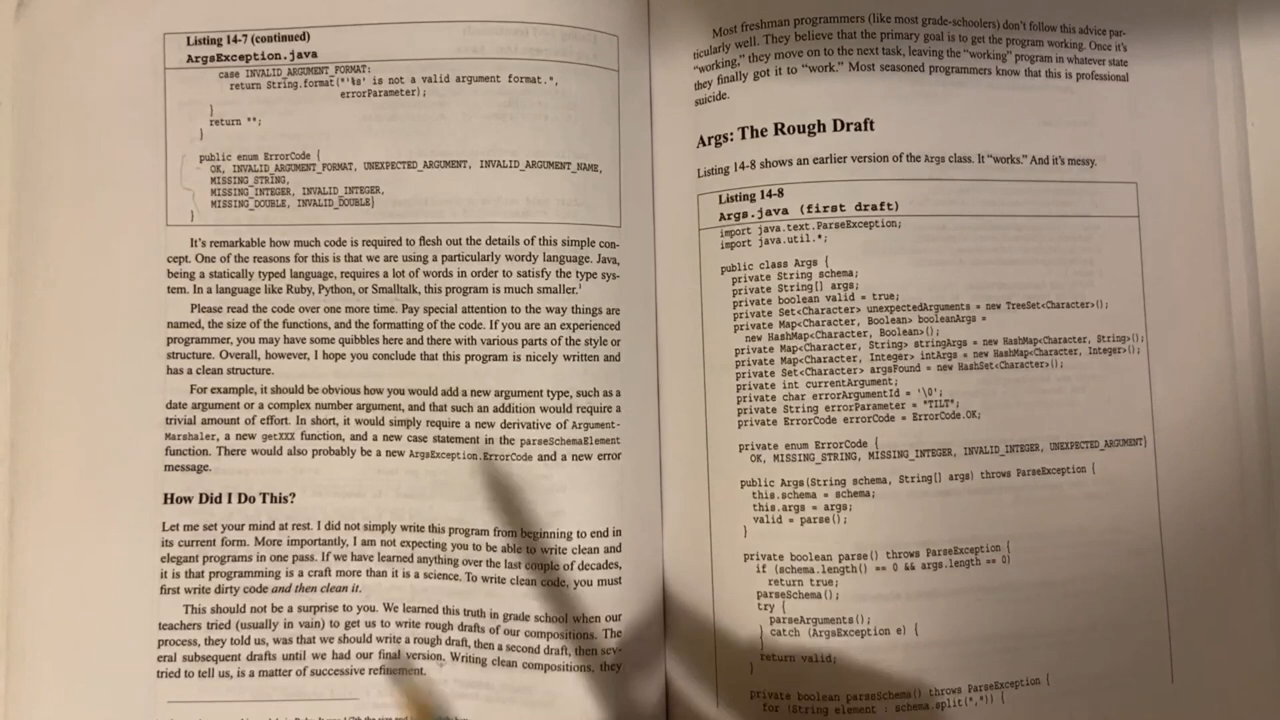 Listing 14-7 (continued)
ArgsException.java
case INVALID_ARGUMENT_FORMAT:
return String.format("'%s' is not a valid argument format.",
errorParameter);
}
return "";
}
public enum ErrorCode {
OK, INVALID_ARGUMENT_FORMAT, UNEXPECTED_ARGUMENT, INVALID_ARGUMENT_NAME,
MISSING_STRING,
MISSING_INTEGER, INVALID_INTEGER,
MISSING_DOUBLE, INVALID_DOUBLE}
}
It's remarkable how much code is required to flesh out the details of this simple con-
cept. One of the reasons for this is that we are using a particularly wordy language. Java,
being a statically typed language, requires a lot of words in order to satisfy the type sys-
tem. In a language like Ruby, Python, or Smalltalk, this program is much smaller.1
Please read the code over one more time. Pay special attention to the way things are
named, the size of the functions, and the formatting of the code. If you are an experienced
programmer, you may have some quibbles here and there with various parts of the style or
structure. Overall, however, I hope you conclude that this program is nicely written and
has a clean structure.
For example, it should be obvious how you would add a new argument type, such as a
date argument or a complex number argument, and that such an addition would require a
trivial amount of effort. In short, it would simply require a new derivative of Argument-
Marshaler, a new getXXX function, and a new case statement in the parseSchemaElement
function. There would also probably be a new ArgsException.ErrorCode and a new error
message.
How Did I Do This?
Let me set your mind at rest. I did not simply write this program from beginning to end in
its current form. More importantly, I am not expecting you to be able to write clean and
elegant programs in one pass. If we have learned anything over the last couple of decades,
it is that programming is a craft more than it is a science. To write clean code, you must
first write dirty code and then clean it.
This should not be a surprise to you. We learned this truth in grade school when our
teachers tried (usually in vain) to get us to write rough drafts of our compositions. The
process, they told us, was that we should write a rough draft, then a second draft, then sev-
eral subsequent drafts until we had our final version. Writing clean compositions, they
tried to tell us, is a matter of successive refinement.
Most freshman programmers (like most grade-schoolers) don't follow this advice par-
ticularly well. They believe that the primary goal is to get the program working. Once it's
"working," they move on to the next task, leaving the "working" program in whatever state
they finally got it to "work." Most seasoned programmers know that this is professional
suicide.
Args: The Rough Draft
Listing 14-8 shows an earlier version of the Args class. It "works." And it's messy.
Listing 14-8
Args.java (first draft)
import java.text.ParseException;
import java.util.*;
public class Args {
private String schema;
private String[] args;
private boolean valid = true;
private Set<Character> unexpectedArguments = new TreeSet<Character>();
private Map<Character, Boolean> booleanArgs =
new HashMap<Character, Boolean>();
private Map<Character, String> stringArgs = new HashMap<Character, String>();
private Map<Character, Integer> intArgs = new HashMap<Character, Integer>();
private Set<Character> argsFound = new HashSet<Character>();
private int currentArgument;
private char errorArgumentId = '\0';
private String errorParameter = "TILT";
private ErrorCode errorCode = ErrorCode.OK;
private enum ErrorCode {
OK, MISSING_STRING, MISSING_INTEGER, INVALID_INTEGER, UNEXPECTED_ARGUMENT}
public Args(String schema, String[] args) throws ParseException {
this.schema = schema;
this.args = args;
valid = parse();
}
private boolean parse() throws ParseException {
if (schema.length() == 0 && args.length == 0)
return true;
parseSchema();
try {
parseArguments();
} catch (ArgsException e) {
}
return valid;
}
private boolean parseSchema() throws ParseException {
for (String element : schema.split(",")) {